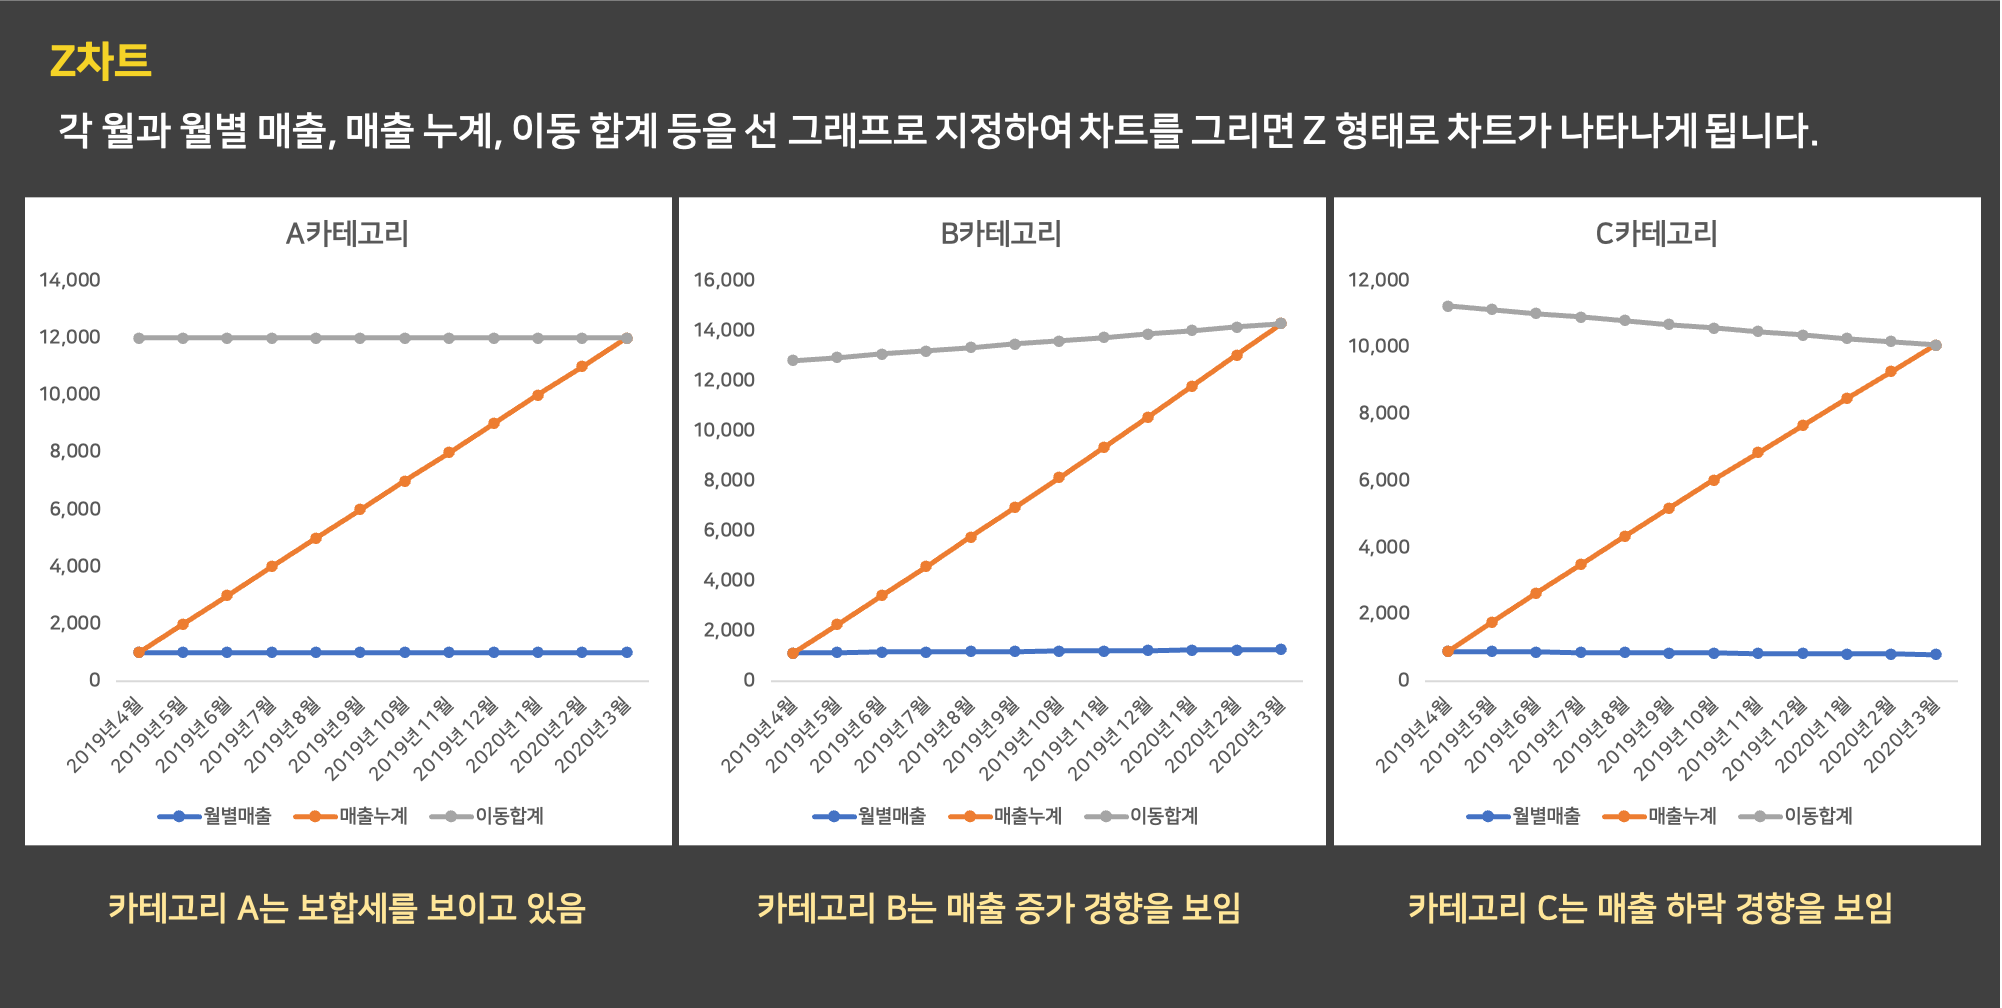 Z차트
각 월과 월별 매출, 매출 누계, 이동 합계 등을 선 그래프로 지정하여 차트를 그리면 Z 형태로 차트가 나타나게 됩니다.
A카테고리
14,000
12,000
10,000
8,000
6,000
4,000
2,000
0
2019년4월
2019년5월
2019년6월
2019년7월
2019년8월
2019년9월
2019년10월
2019년11월
2019년12월
2020년1월
2020년2월
2020년3월
월별매출 매출누계 이동합계
B카테고리
16,000
14,000
12,000
10,000
8,000
6,000
4,000
2,000
0
2019년4월
2019년5월
2019년6월
2019년7월
2019년8월
2019년9월
2019년10월
2019년11월
2019년12월
2020년1월
2020년2월
2020년3월
월별매출 매출누계 이동합계
C카테고리
12,000
10,000
8,000
6,000
4,000
2,000
0
2019년4월
2019년5월
2019년6월
2019년7월
2019년8월
2019년9월
2019년10월
2019년11월
2019년12월
2020년1월
2020년2월
2020년3월
월별매출 매출누계 이동합계
카테고리 A는 보합세를 보이고 있음
카테고리 B는 매출 증가 경향을 보임
카테고리 C는 매출 하락 경향을 보임